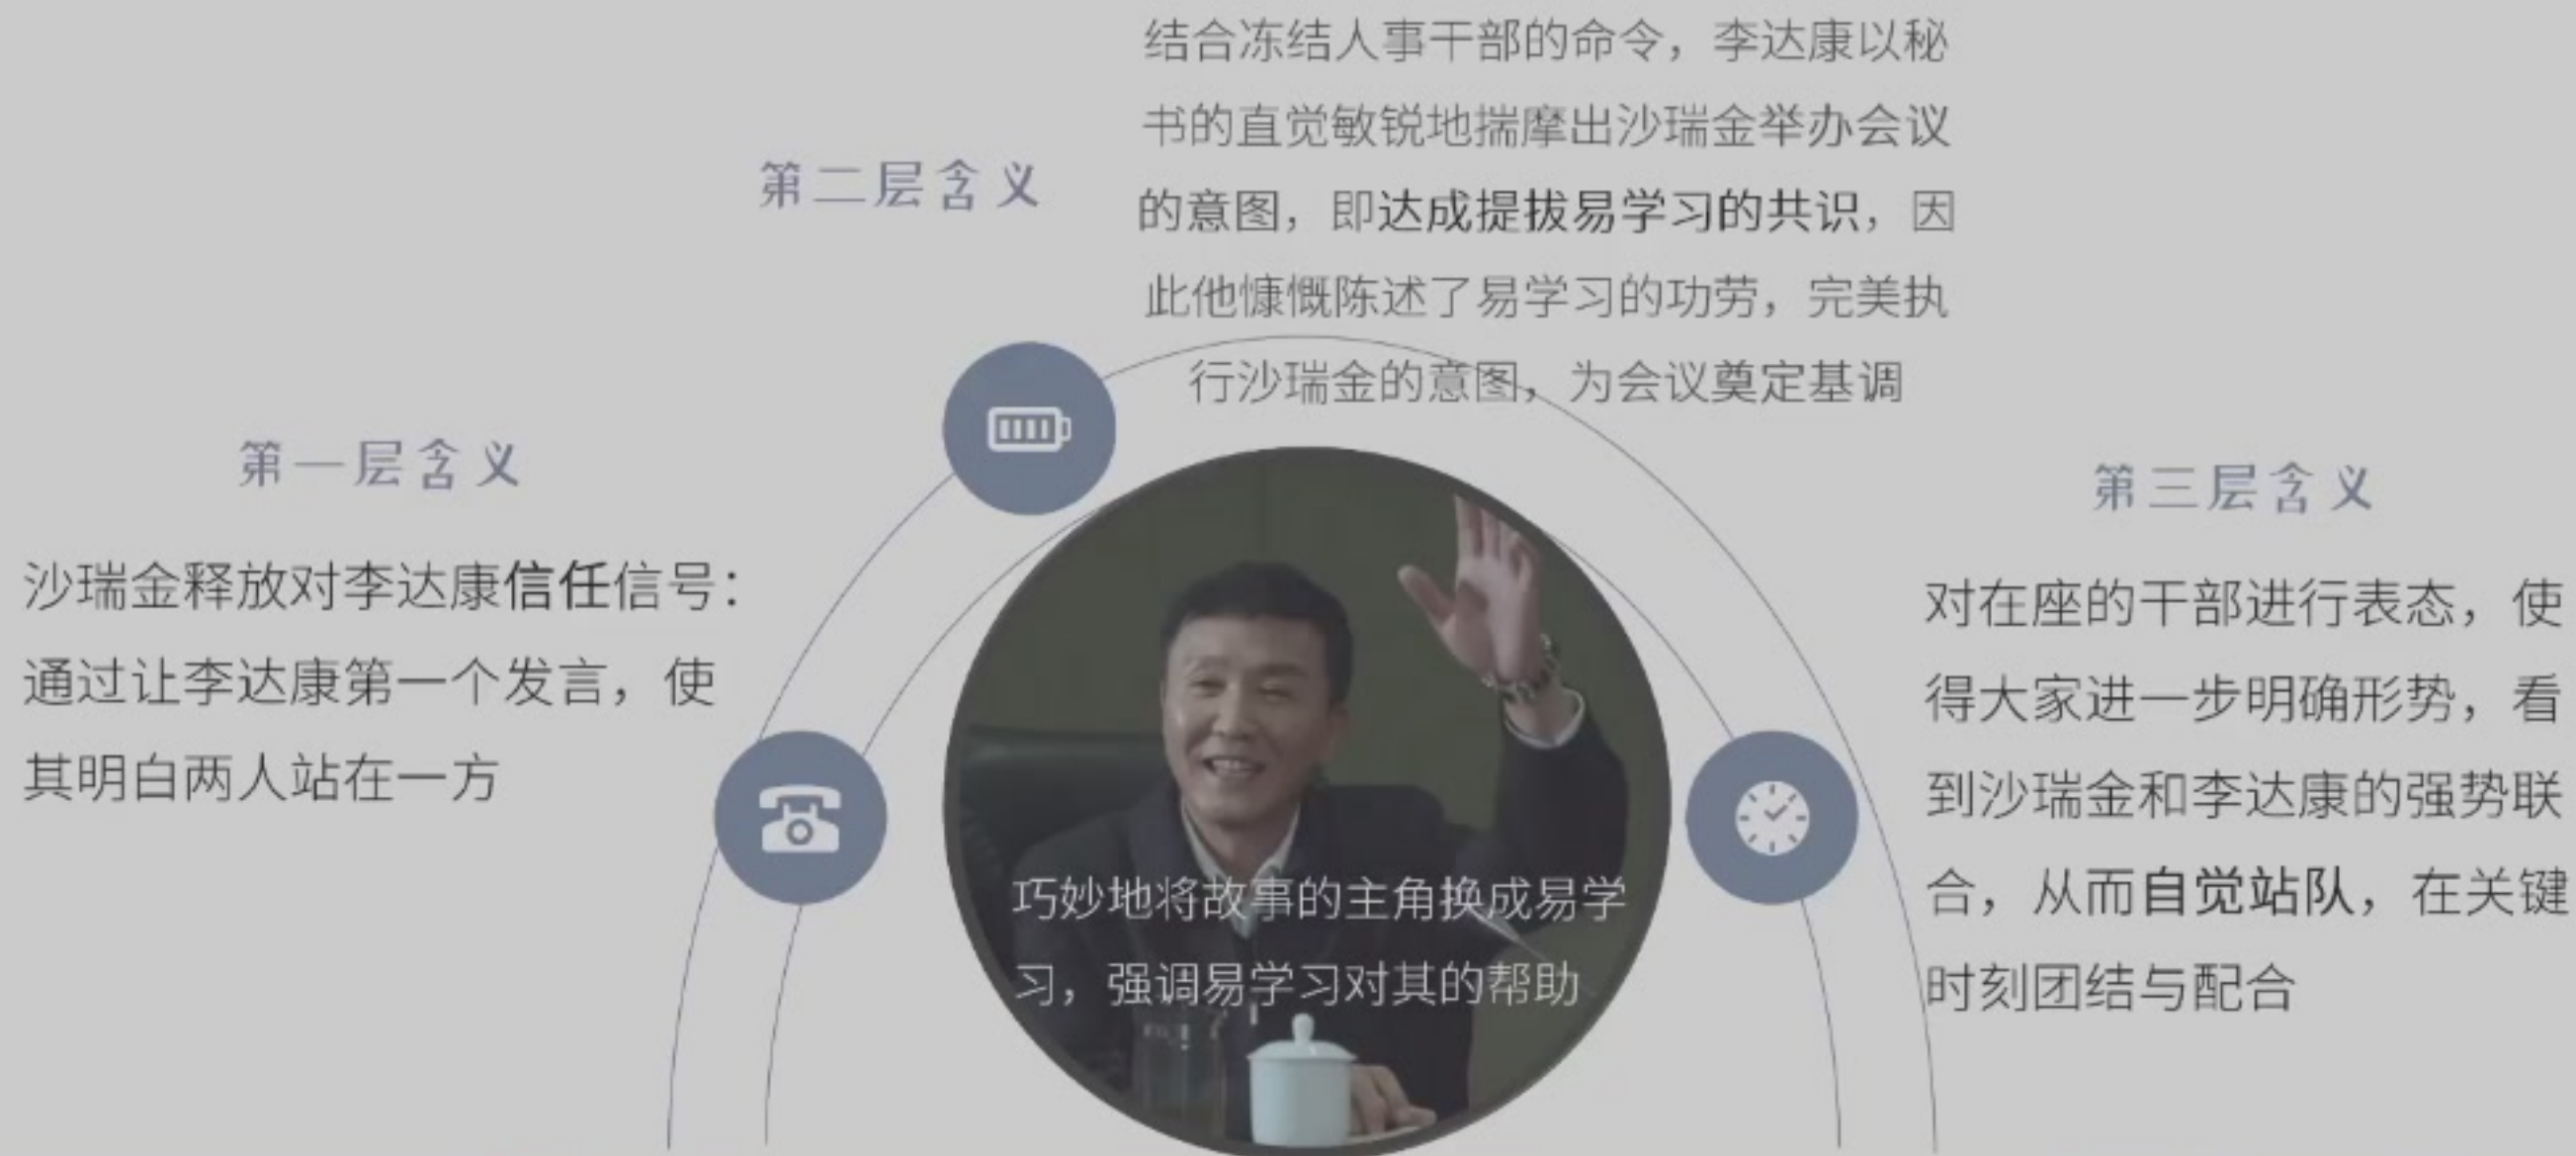 第一层含义
沙瑞金释放对李达康信任信号：
通过让李达康第一个发言，使
其明白两人站在一方
第二层含义
结合冻结人事干部的命令，李达康以秘
书的直觉敏锐地揣摩出沙瑞金举办会议
的意图，即达成提拔易学习的共识，因
此他慷慨陈述了易学习的功劳，完美执
行沙瑞金的意图，为会议奠定基调
巧妙地将故事的主角换成易学
习，强调易学习对其的帮助
第三层含义
对在座的干部进行表态，使
得大家进一步明确形势，看
到沙瑞金和李达康的强势联
合，从而自觉站队，在关键
时刻团结与配合